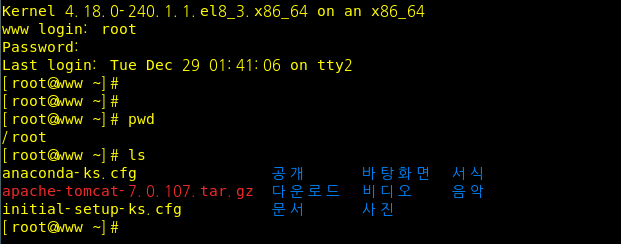 Kernel 4.18.0-240.1.1.el8_3.x86_64 on an x86_64
www login: root
Password:
Last login: Tue Dec 29 01:41:06 on tty2
[root@www ~]#
[root@www ~]#
[root@www ~]# pwd
/root
[root@www ~]# ls
anaconda-ks.cfg 공개 바탕화면 서식
apache-tomcat-7.0.107.tar.gz 다운로드 비디오 음악
initial-setup-ks.cfg 문서 사진
[root@www ~]#